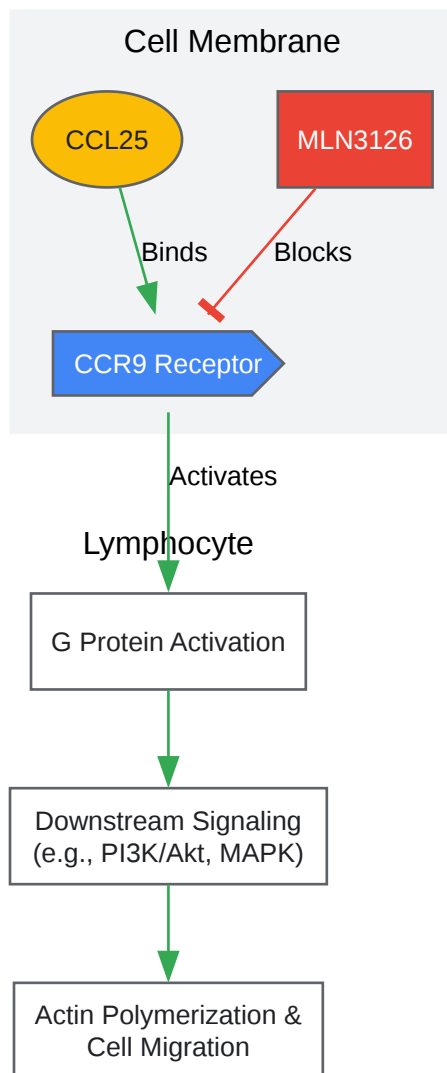 Cell Membrane
CCL25
MLN3126
Binds
Blocks
CCR9 Receptor
Activates
Lymphocyte
G Protein Activation
Downstream Signaling
(e.g., PI3K/Akt, MAPK)
Actin Polymerization &
Cell Migration